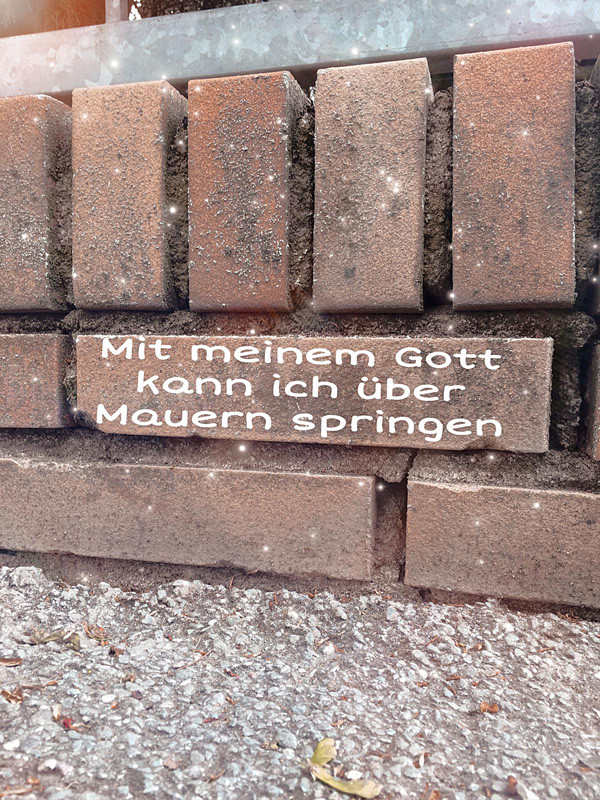 Mit meinem Gott
kann ich über
Mauern springen